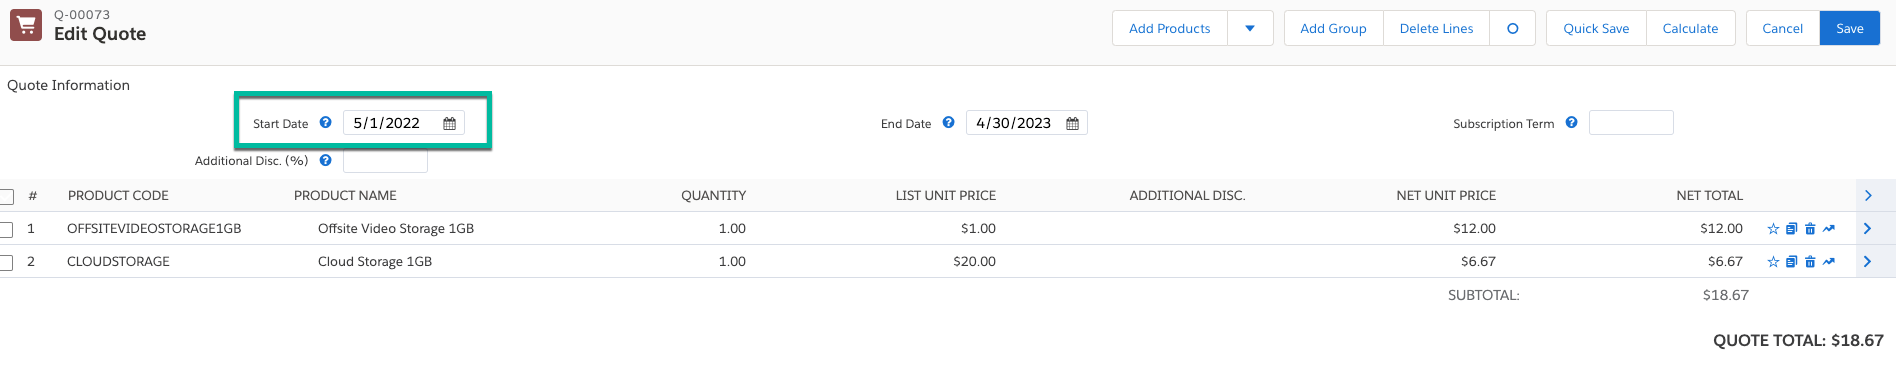 Q-00073
Edit Quote
Add Products
Add Group
Delete Lines
Quick Save
Calculate
Cancel
Save
Quote Information
Start Date ? 5/1/2022
End Date ? 4/30/2023
Subscription Term ?
Additional Disc. (%) ?
# PRODUCT CODE PRODUCT NAME QUANTITY LIST UNIT PRICE ADDITIONAL DISC. NET UNIT PRICE NET TOTAL
1 OFFSITEVIDEOSTORAGE1GB Offsite Video Storage 1GB 1.00 $1.00 $12.00 $12.00
2 CLOUDSTORAGE Cloud Storage 1GB 1.00 $20.00 $6.67 $6.67
SUBTOTAL: $18.67
QUOTE TOTAL: $18.67